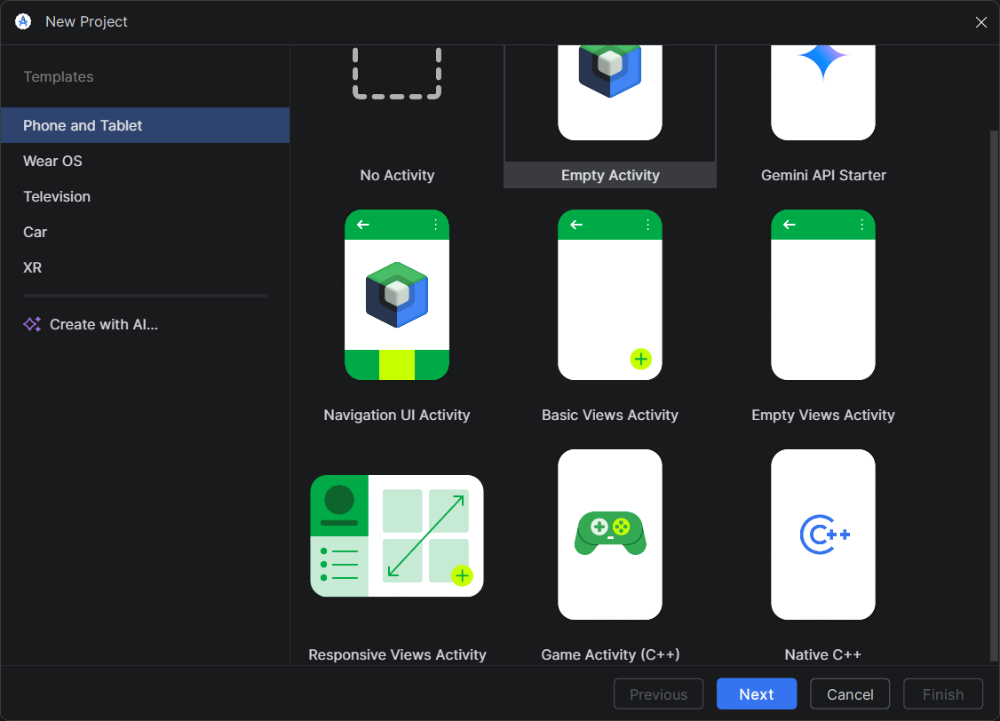 New Project
Templates
Phone and Tablet
Wear OS
Television
Car
XR
Create with AI...
No Activity
Empty Activity
Gemini API Starter
Navigation UI Activity
Basic Views Activity
Empty Views Activity
C++
Responsive Views Activity
Game Activity (C++)
Native C++
Previous
Next
Cancel
Finish